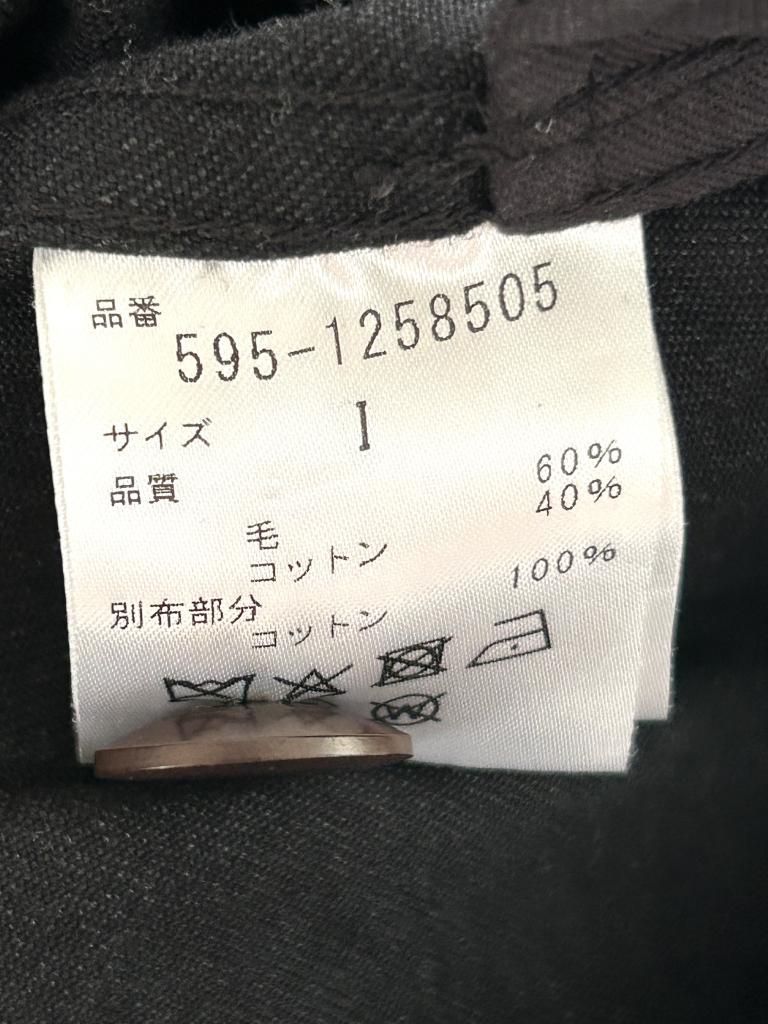 品番
595-1258505
サイズ I
品質
毛 60%
コットン 40%
別布部分
コットン 100%
W